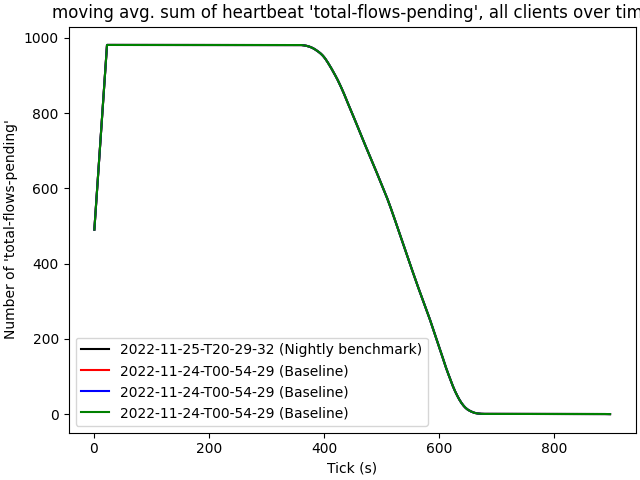 moving avg. sum of heartbeat 'total-flows-pending', all clients over tim
1000
800
600
400
200
0
Number of 'total-flows-pending'
2022-11-25-T20-29-32 (Nightly benchmark)
2022-11-24-T00-54-29 (Baseline)
2022-11-24-T00-54-29 (Baseline)
2022-11-24-T00-54-29 (Baseline)
0 200 400 600 800
Tick (s)